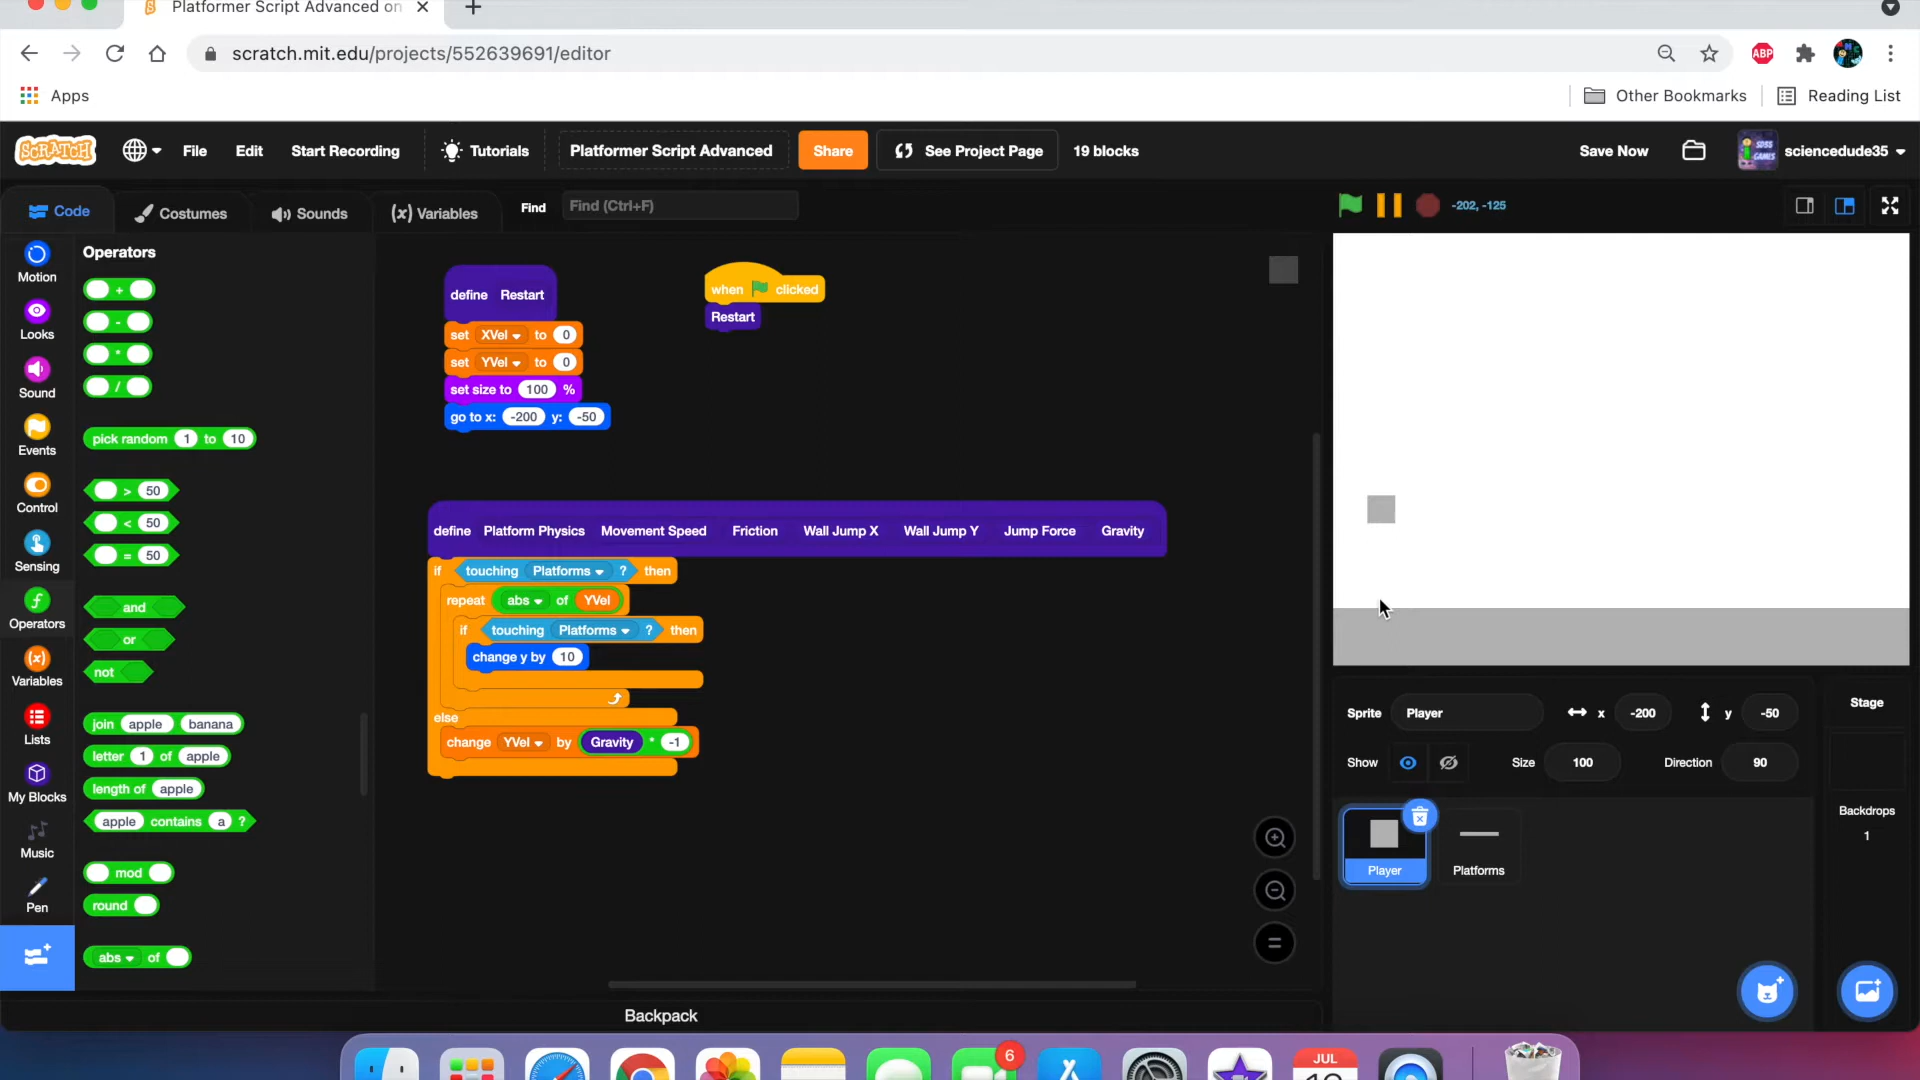 Platformer Script Advanced on
scratch.mit.edu/projects/552639691/editor
ABP
Apps
Other Bookmarks
Reading List
SCRATCH
File
Edit
Start Recording
Tutorials
Platformer Script Advanced
Share
See Project Page
19 blocks
Save Now
sciencedude35
Code
Costumes
Sounds
(x) Variables
Find
Find (Ctrl+F)
-202, -125
Motion
Looks
Sound
Events
Control
Sensing
Operators
Variables
Lists
My Blocks
Music
Pen
Operators
+
-
*
/
pick random 1 to 10
> 50
< 50
= 50
and
or
not
join apple banana
letter 1 of apple
length of apple
apple contains a ?
mod
round
abs of
define Restart
set XVel to 0
set YVel to 0
set size to 100 %
go to x: -200 y: -50
when clicked
Restart
define Platform Physics Movement Speed Friction Wall Jump X Wall Jump Y Jump Force Gravity
if touching Platforms ? then
repeat abs of YVel
if touching Platforms ? then
change y by 10
else
change YVel by Gravity * -1
Backpack
Sprite Player x -200 y -50
Show Size 100 Direction 90
Player
Platforms
Stage
Backdrops
1
6
JUL